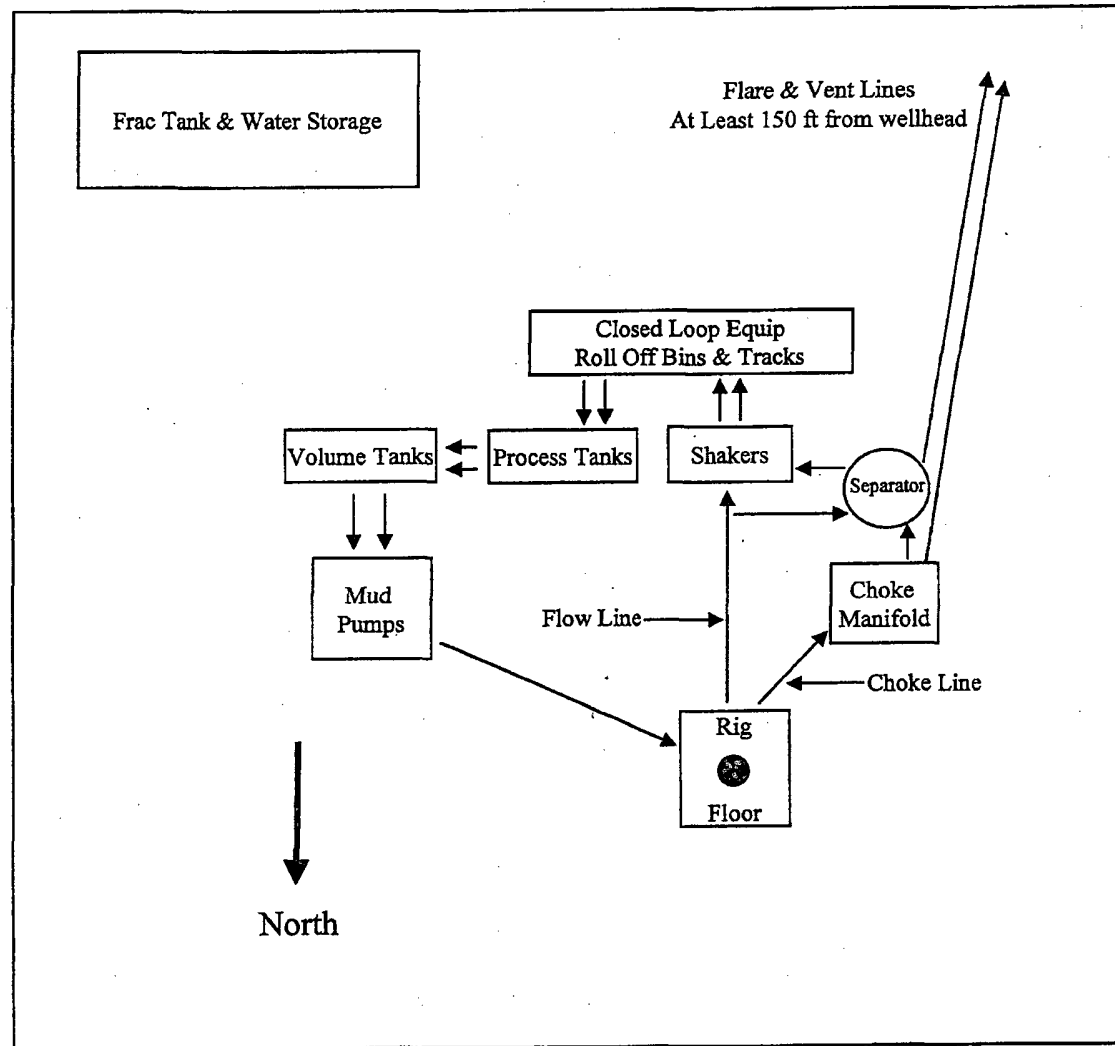 Frac Tank & Water Storage
Flare & Vent Lines
At Least 150 ft from wellhead
Closed Loop Equip
Roll Off Bins & Tracks
Volume Tanks
Process Tanks
Shakers
Separator
Mud
Pumps
Flow Line
Choke
Manifold
Choke Line
Rig
Floor
North